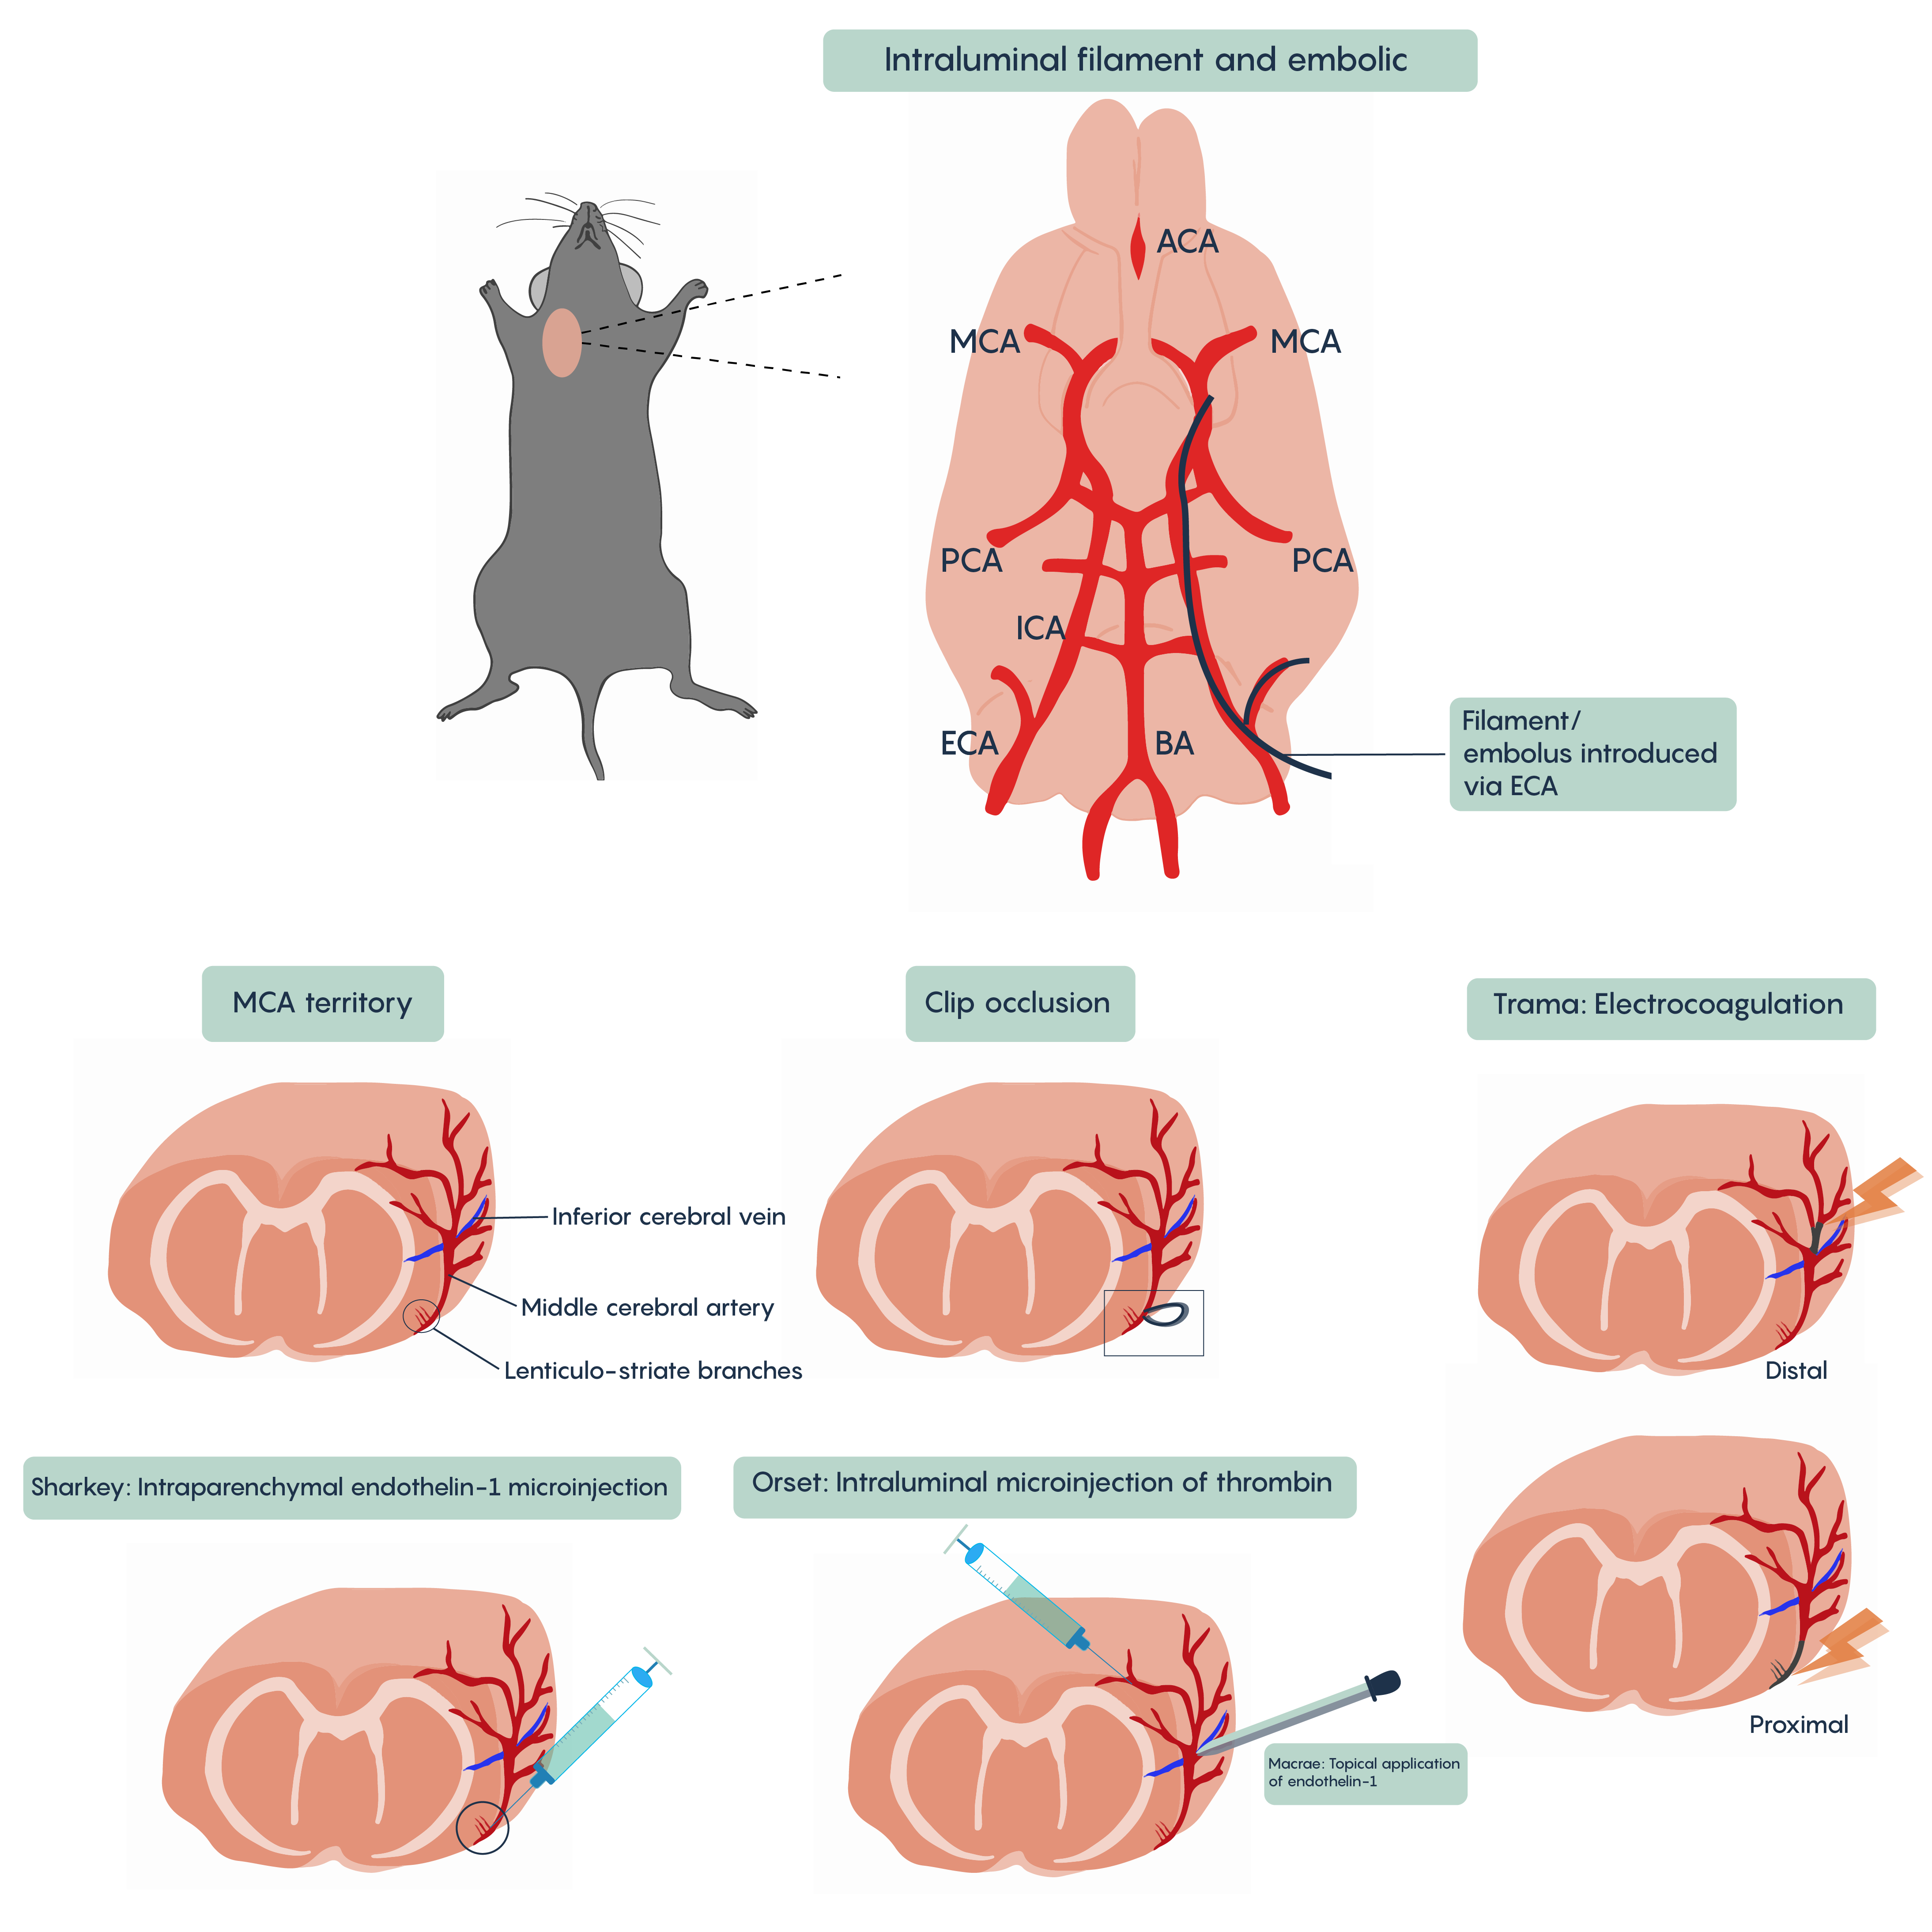 Intraluminal filament and embolic
ACA
MCA
MCA
PCA
PCA
ICA
ECA
BA
Filament/
embolus introduced
via ECA
MCA territory
Clip occlusion
Trama: Electrocoagulation
Inferior cerebral vein
Middle cerebral artery
Lenticulo-striate branches
Distal
Sharkey: Intraparenchymal endothelin-1 microinjection
Orset: Intraluminal microinjection of thrombin
Macrae: Topical application
of endothelin-1
Proximal